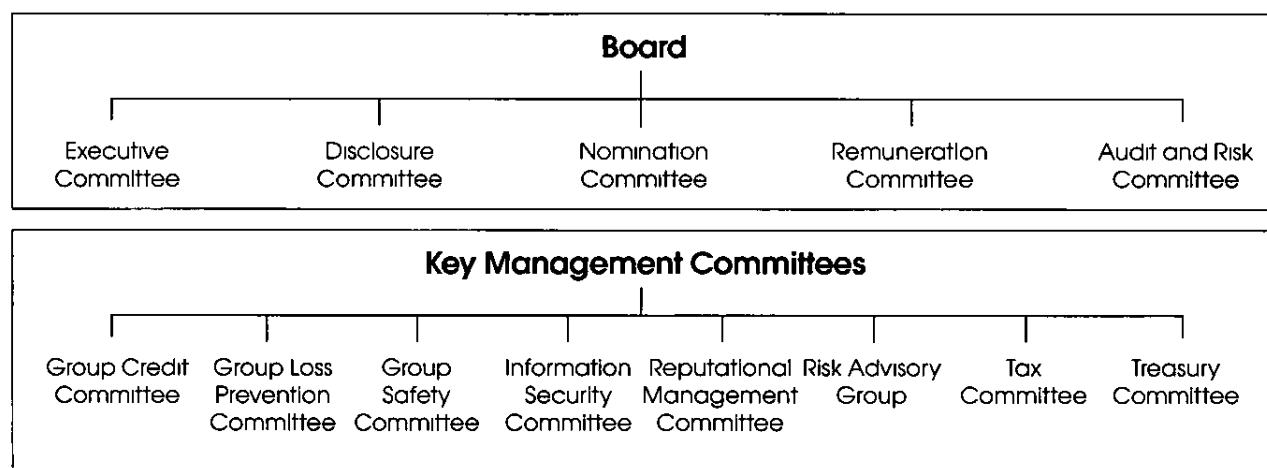 Board
Executive
Committee
Disclosure
Committee
Nomination
Committee
Remuneration
Committee
Audit and Risk
Committee
Key Management Committees
Group Credit
Committee
Group Loss
Prevention
Committee
Group
Safety
Committee
Information
Security
Committee
Reputational
Management
Committee
Risk Advisory
Group
Tax
Committee
Treasury
Committee